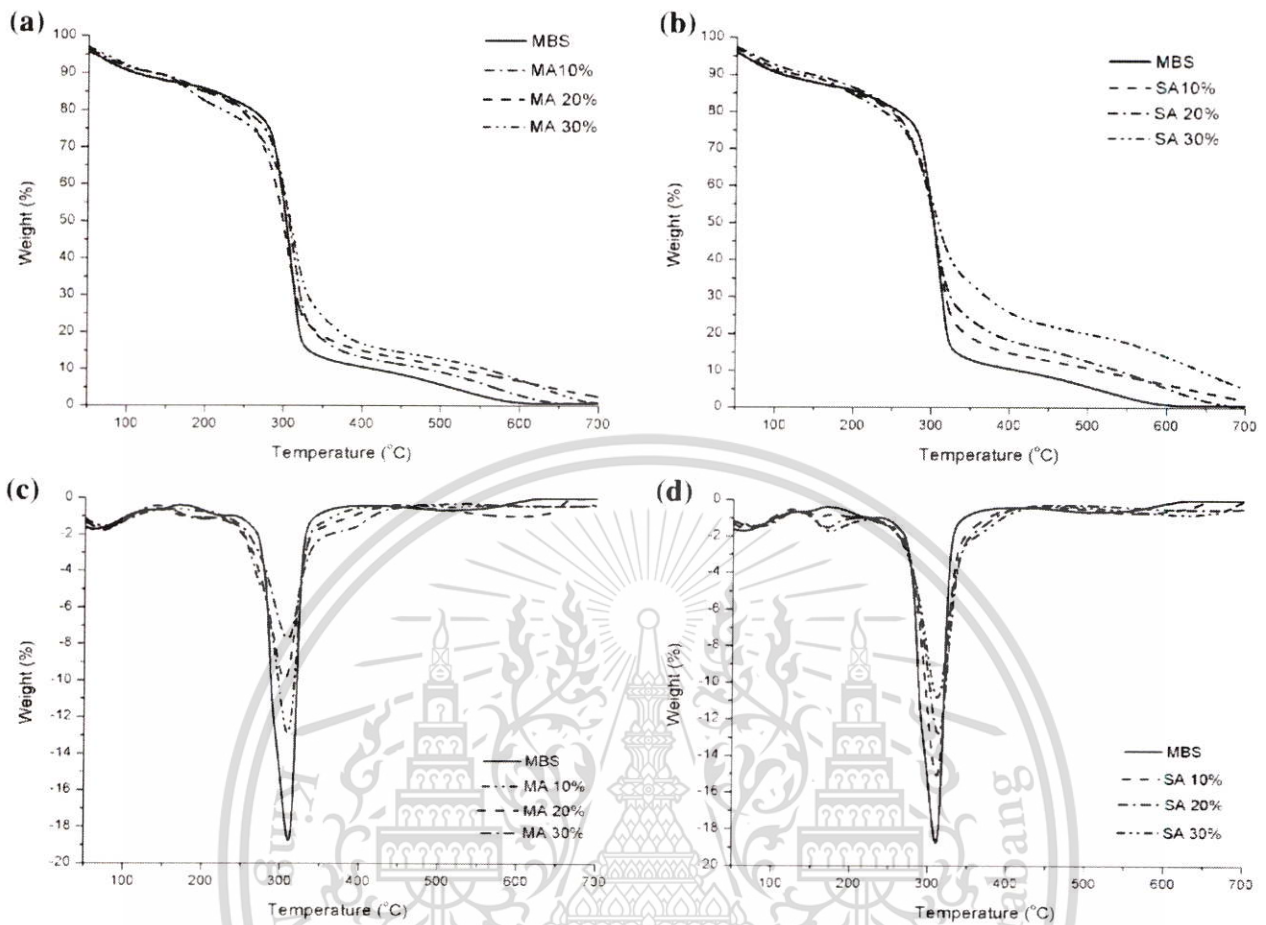 (a)
100
90
80
70
60
50
40
30
20
10
0
Weight (%)
MBS
MA10%
MA 20%
MA 30%
100 200 300 400 500 600 700
Temperature (°C)
(b)
100
90
80
70
60
50
40
30
20
10
0
Weight (%)
MBS
SA10%
SA 20%
SA 30%
100 200 300 400 500 600 700
Temperature (°C)
(c)
0
-2
-4
-6
-8
-10
-12
-14
-16
-18
-20
Weight (%)
MBS
MA 10%
MA 20%
MA 30%
100 200 300 400 500 600 700
Temperature (°C)
(d)
0
-2
-4
-6
-8
-10
-12
-14
-16
-18
-20
Weight (%)
MBS
SA 10%
SA 20%
SA 30%
100 200 300 400 500 600 700
Temperature (°C)
King